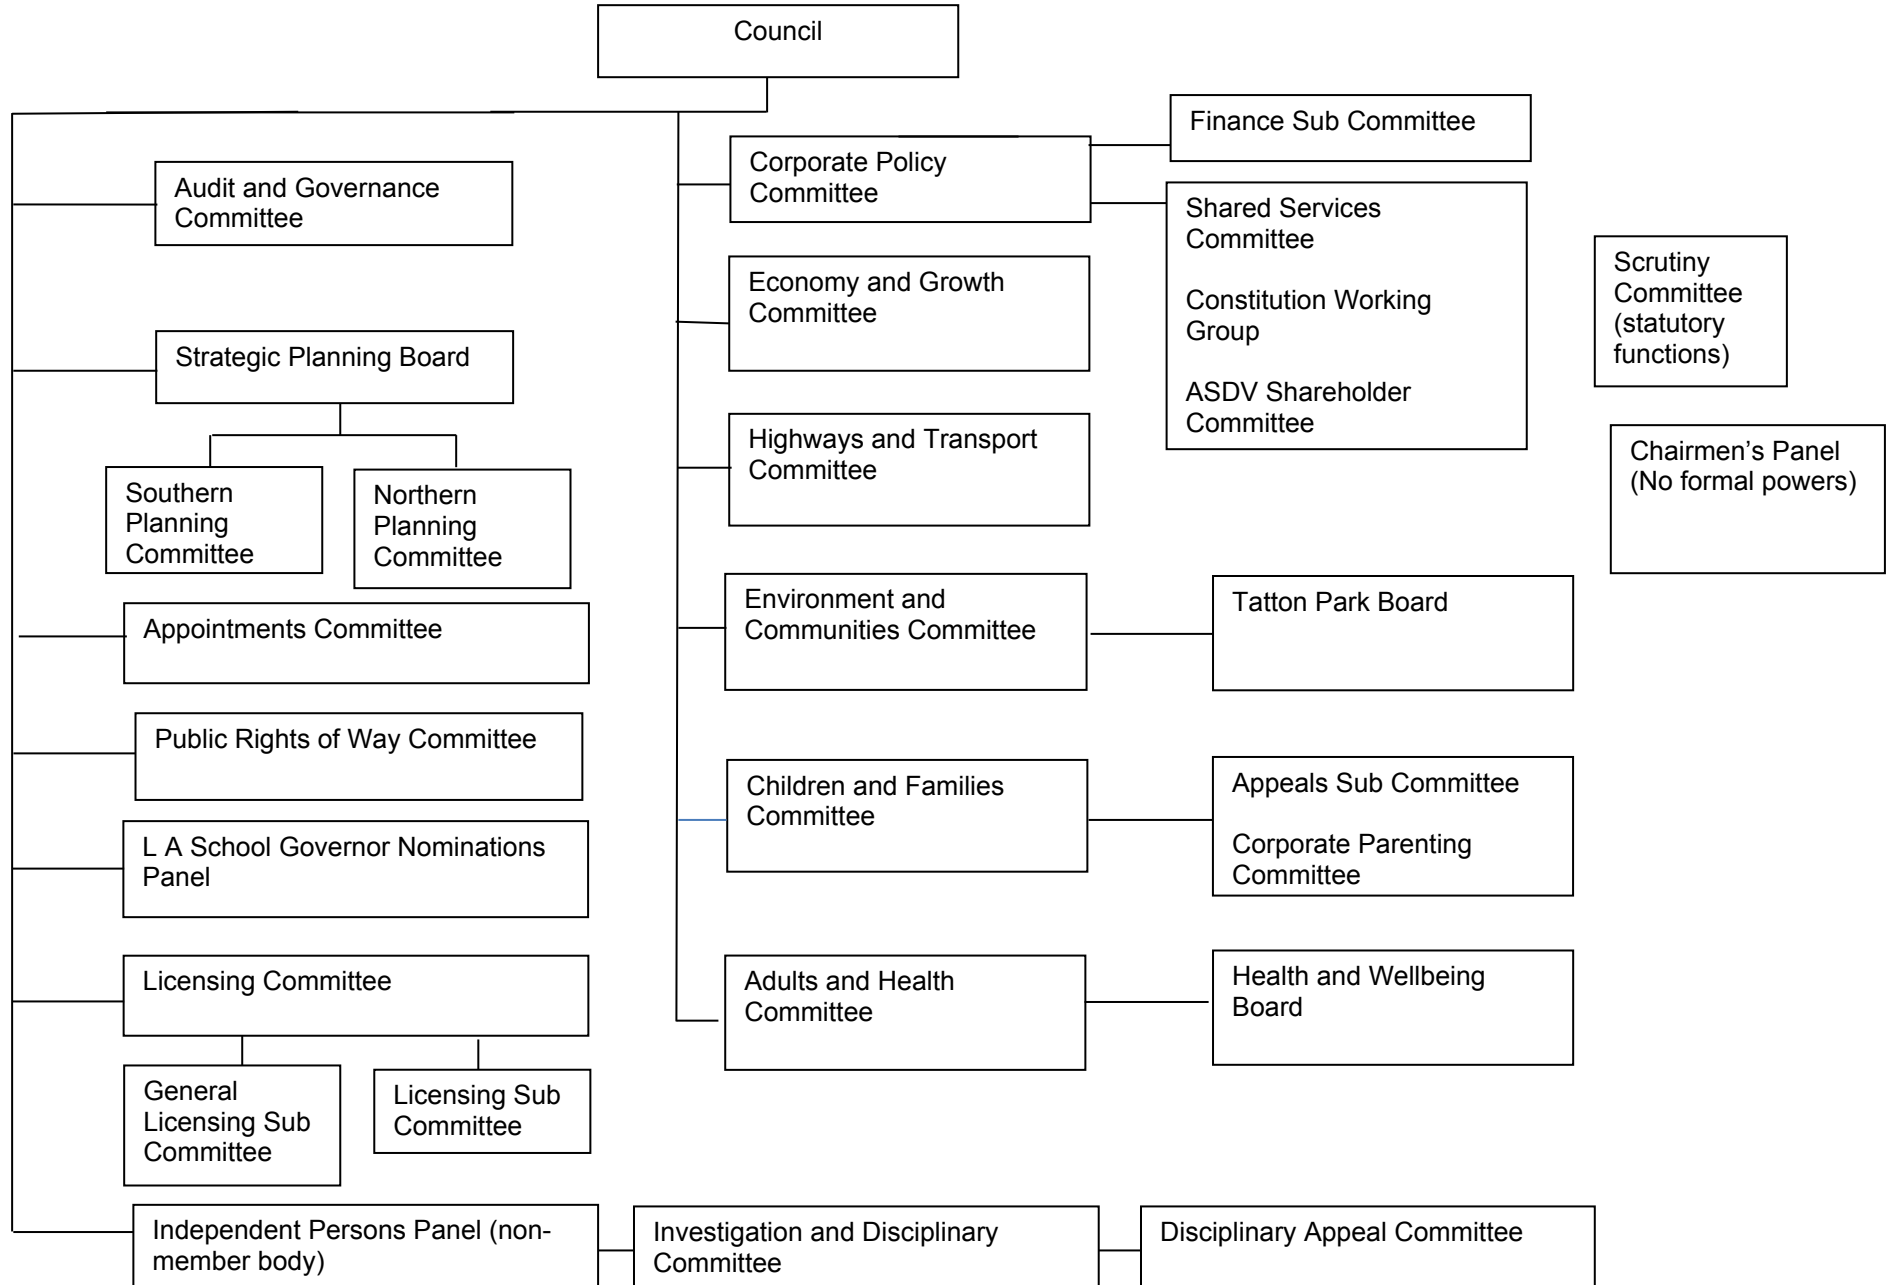 Council
Audit and Governance
Committee
Strategic Planning Board
Southern
Planning
Committee
Northern
Planning
Committee
Appointments Committee
Public Rights of Way Committee
L A School Governor Nominations
Panel
Licensing Committee
General
Licensing Sub
Committee
Licensing Sub
Committee
Independent Persons Panel (non-
member body)
Investigation and Disciplinary
Committee
Disciplinary Appeal Committee
Corporate Policy
Committee
Finance Sub Committee
Shared Services
Committee
Constitution Working
Group
ASDV Shareholder
Committee
Economy and Growth
Committee
Highways and Transport
Committee
Environment and
Communities Committee
Tatton Park Board
Children and Families
Committee
Appeals Sub Committee
Corporate Parenting
Committee
Adults and Health
Committee
Health and Wellbeing
Board
Scrutiny
Committee
(statutory
functions)
Chairmen’s Panel
(No formal powers)